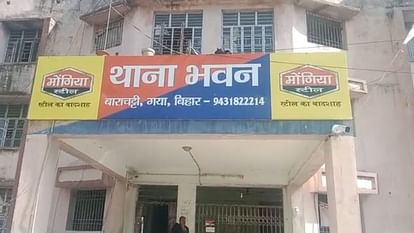 मोंगिया
स्टील
स्टील का बादशाह
थाना भवन
बाराचट्टी, गया, बिहार – 9431822214
मोंगिया
स्टील
स्टील का बादशाह